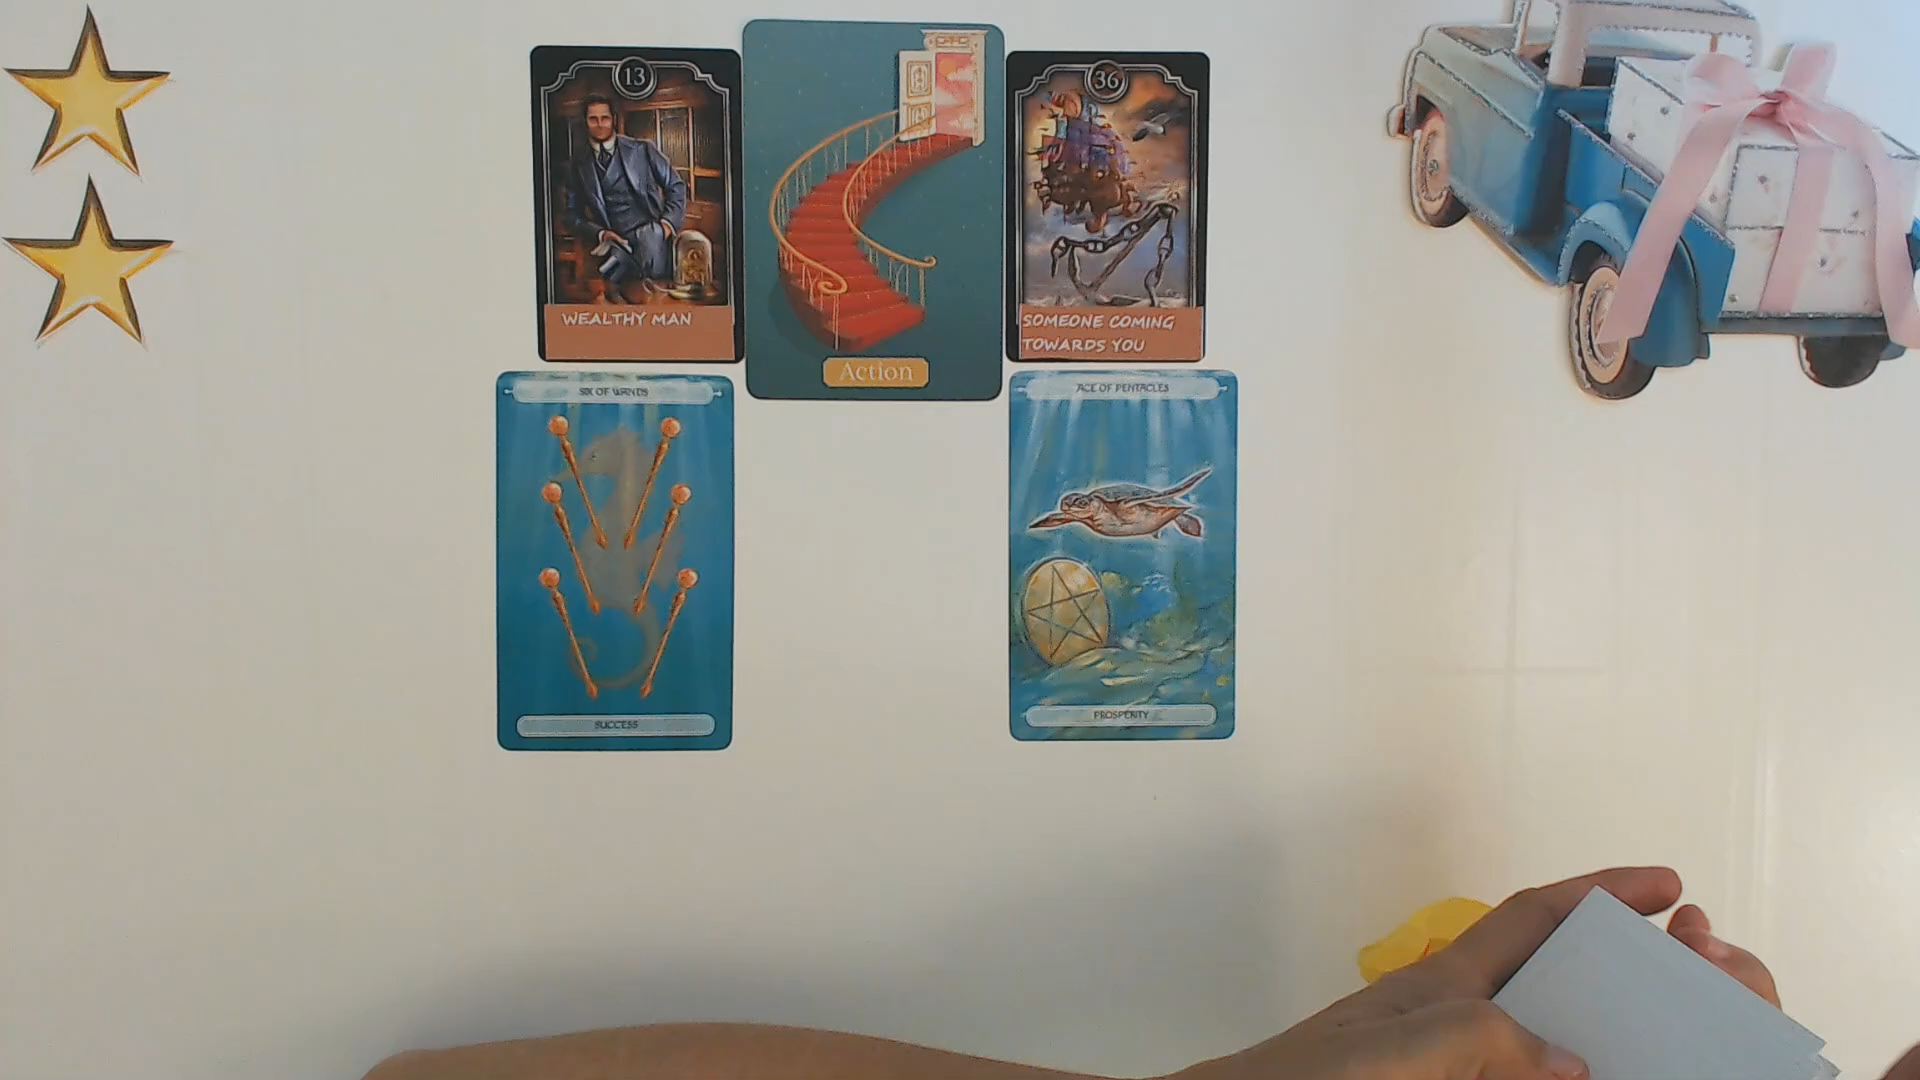 13
WEALTHY MAN
Action
36
SOMEONE COMING
TOWARDS YOU
SIX OF WANDS
SUCCESS
ACE OF PENTACLES
PROSPERITY